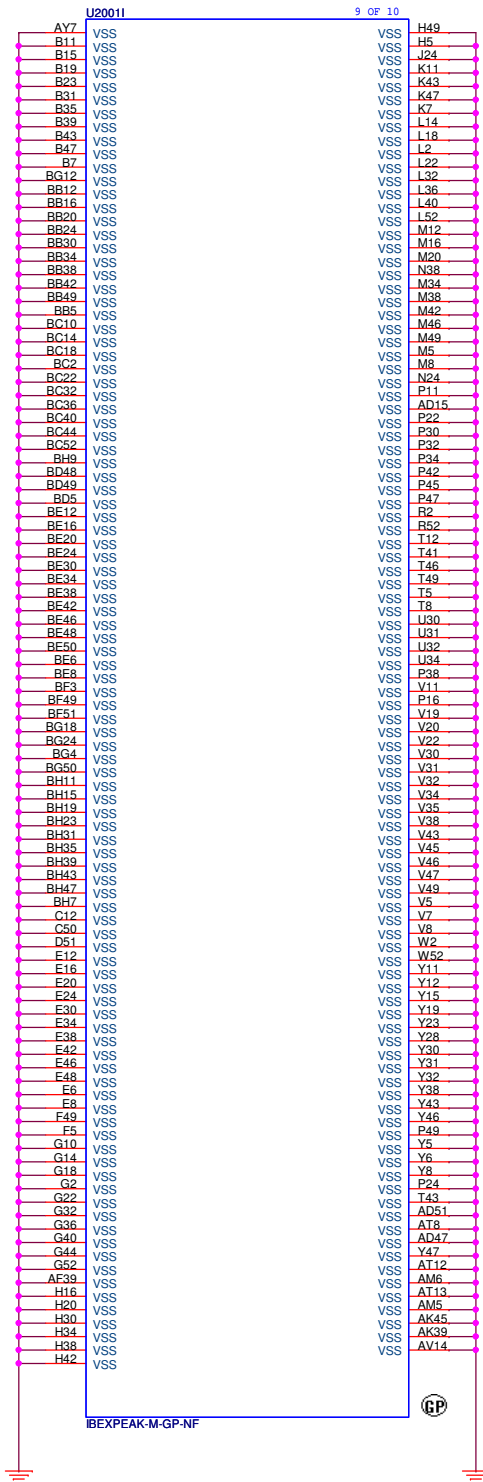 U2001I 9 OF 10
AY7 VSS VSS H49
B11 VSS VSS H5
B15 VSS VSS J24
B19 VSS VSS K11
B23 VSS VSS K43
B31 VSS VSS K47
B35 VSS VSS K7
B39 VSS VSS L14
B43 VSS VSS L18
B47 VSS VSS L2
B7 VSS VSS L22
BG12 VSS VSS L32
BB12 VSS VSS L36
BB16 VSS VSS L40
BB20 VSS VSS L52
BB24 VSS VSS M12
BB30 VSS VSS M16
BB34 VSS VSS M20
BB38 VSS VSS N38
BB42 VSS VSS M34
BB49 VSS VSS M38
BB5 VSS VSS M42
BC10 VSS VSS M46
BC14 VSS VSS M49
BC18 VSS VSS M5
BC2 VSS VSS M8
BC22 VSS VSS N24
BC32 VSS VSS P11
BC36 VSS VSS AD15
BC40 VSS VSS P22
BC44 VSS VSS P30
BC52 VSS VSS P32
BH9 VSS VSS P34
BD48 VSS VSS P42
BD49 VSS VSS P45
BD5 VSS VSS P47
BE12 VSS VSS R2
BE16 VSS VSS R52
BE20 VSS VSS T12
BE24 VSS VSS T41
BE30 VSS VSS T46
BE34 VSS VSS T49
BE38 VSS VSS T5
BE42 VSS VSS T8
BE46 VSS VSS U30
BE48 VSS VSS U31
BE50 VSS VSS U32
BE6 VSS VSS U34
BE8 VSS VSS P38
BF3 VSS VSS V11
BF49 VSS VSS P16
BF51 VSS VSS V19
BG18 VSS VSS V20
BG24 VSS VSS V22
BG4 VSS VSS V30
BG50 VSS VSS V31
BH11 VSS VSS V32
BH15 VSS VSS V34
BH19 VSS VSS V35
BH23 VSS VSS V38
BH31 VSS VSS V43
BH35 VSS VSS V45
BH39 VSS VSS V46
BH43 VSS VSS V47
BH47 VSS VSS V49
BH7 VSS VSS V5
C12 VSS VSS V7
C50 VSS VSS V8
D51 VSS VSS W2
E12 VSS VSS W52
E16 VSS VSS Y11
E20 VSS VSS Y12
E24 VSS VSS Y15
E30 VSS VSS Y19
E34 VSS VSS Y23
E38 VSS VSS Y28
E42 VSS VSS Y30
E46 VSS VSS Y31
E48 VSS VSS Y32
E6 VSS VSS Y38
E8 VSS VSS Y43
F49 VSS VSS Y46
F5 VSS VSS P49
G10 VSS VSS Y5
G14 VSS VSS Y6
G18 VSS VSS Y8
G2 VSS VSS P24
G22 VSS VSS T43
G32 VSS VSS AD51
G36 VSS VSS AT8
G40 VSS VSS AD47
G44 VSS VSS Y47
G52 VSS VSS AT12
AF39 VSS VSS AM6
H16 VSS VSS AT13
H20 VSS VSS AM5
H30 VSS VSS AK45
H34 VSS VSS AK39
H38 VSS VSS AV14
H42 VSS
GP
IBEXPEAK-M-GP-NF